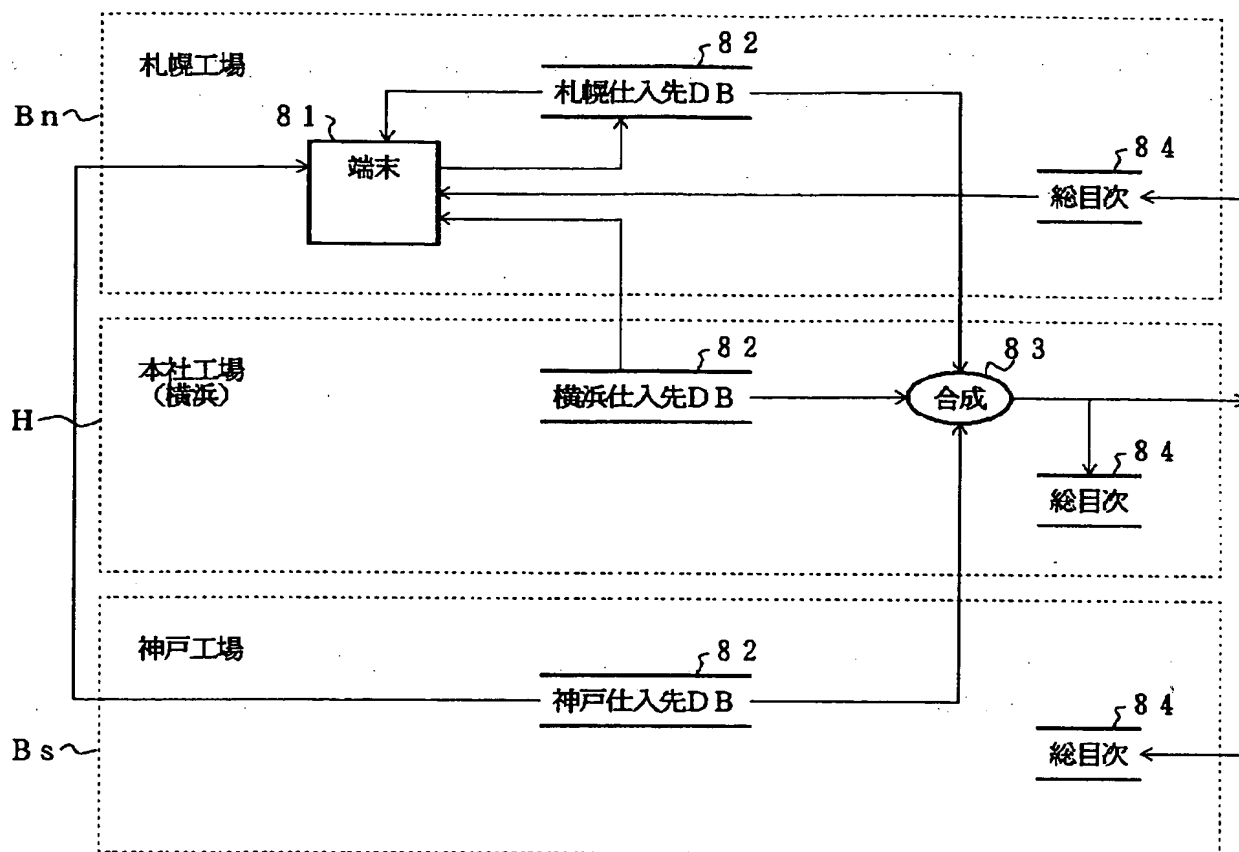 札幌工場
８２
札幌仕入先ＤＢ
Ｂｎ
８１
端末
８４
総目次
本社工場
（横浜）
８２
横浜仕入先ＤＢ
８３
合成
Ｈ
８４
総目次
神戸工場
８２
神戸仕入先ＤＢ
８４
総目次
Ｂｓ